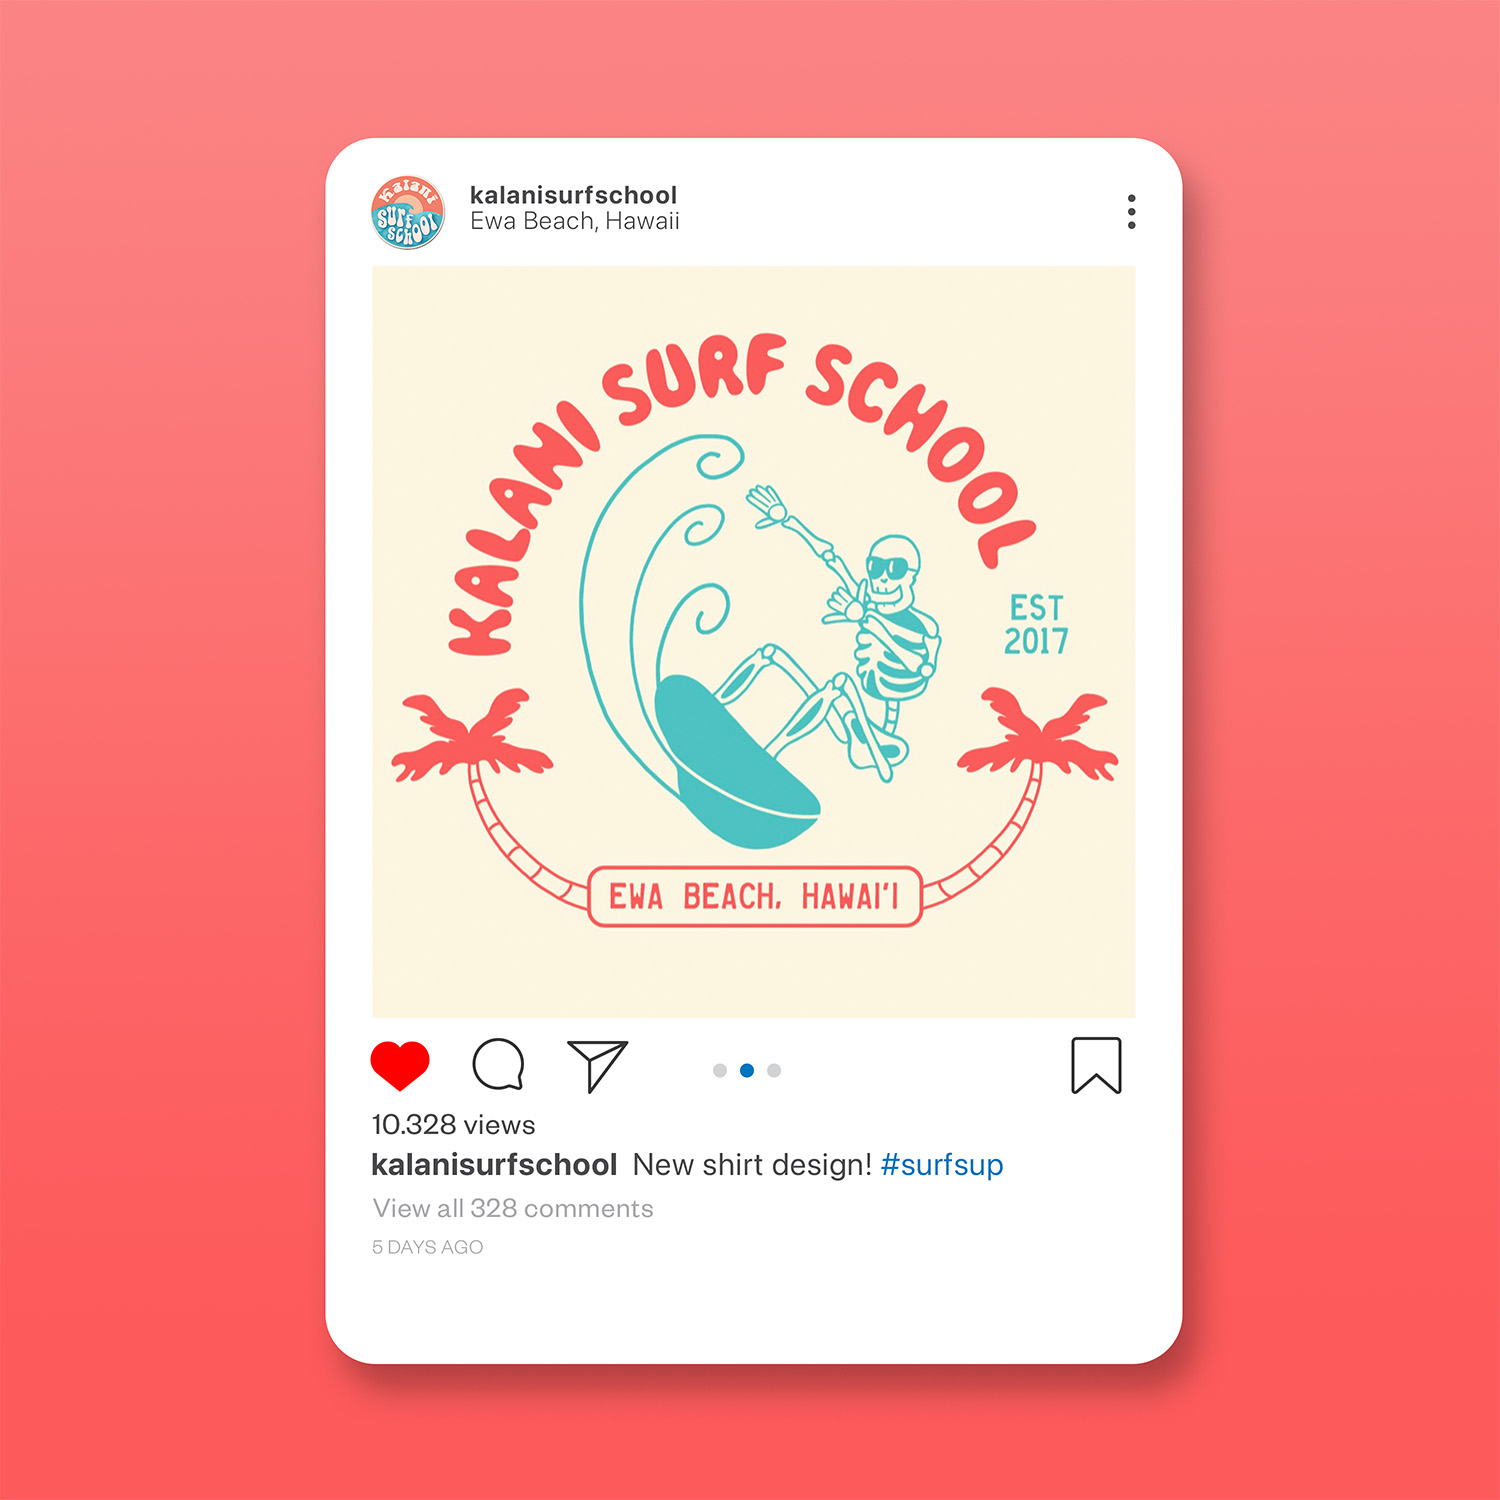 Kalani
surf
school
kalanisurfschool
Ewa Beach, Hawaii
KALANI SURF SCHOOL
EST
2017
EWA BEACH, HAWAI'I
10.328 views
kalanisurfschool New shirt design! #surfsup
View all 328 comments
5 DAYS AGO